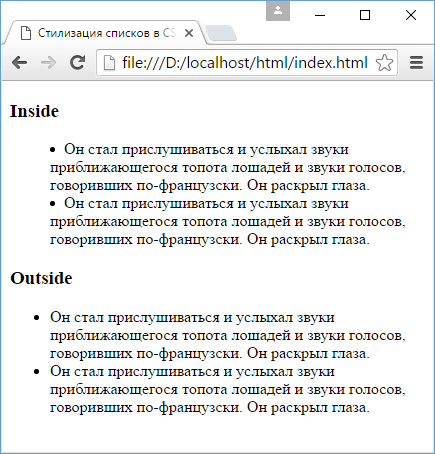 Стилизация списков в CS
file:///D:/localhost/html/index.html
Inside
• Он стал прислушиваться и услыхал звуки
приближающегося топота лошадей и звуки голосов,
говоривших по-французски. Он раскрыл глаза.
• Он стал прислушиваться и услыхал звуки
приближающегося топота лошадей и звуки голосов,
говоривших по-французски. Он раскрыл глаза.
Outside
• Он стал прислушиваться и услыхал звуки
приближающегося топота лошадей и звуки голосов,
говоривших по-французски. Он раскрыл глаза.
• Он стал прислушиваться и услыхал звуки
приближающегося топота лошадей и звуки голосов,
говоривших по-французски. Он раскрыл глаза.